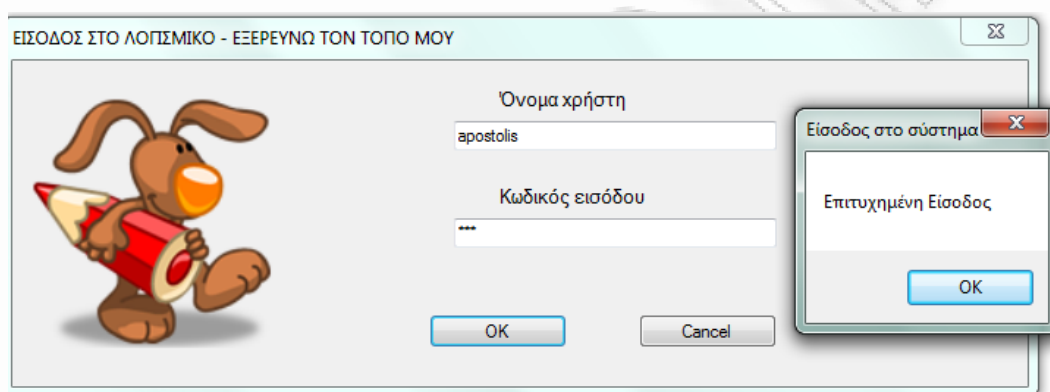 ΕΙΣΟΔΟΣ ΣΤΟ ΛΟΓΙΣΜΙΚΟ - ΕΞΕΡΕΥΝΩ ΤΟΝ ΤΟΠΟ ΜΟΥ
Όνομα χρήστη
apostolis
Κωδικός εισόδου
***
OK
Cancel
Είσοδος στο σύστημα
Επιτυχημένη Είσοδος
OK